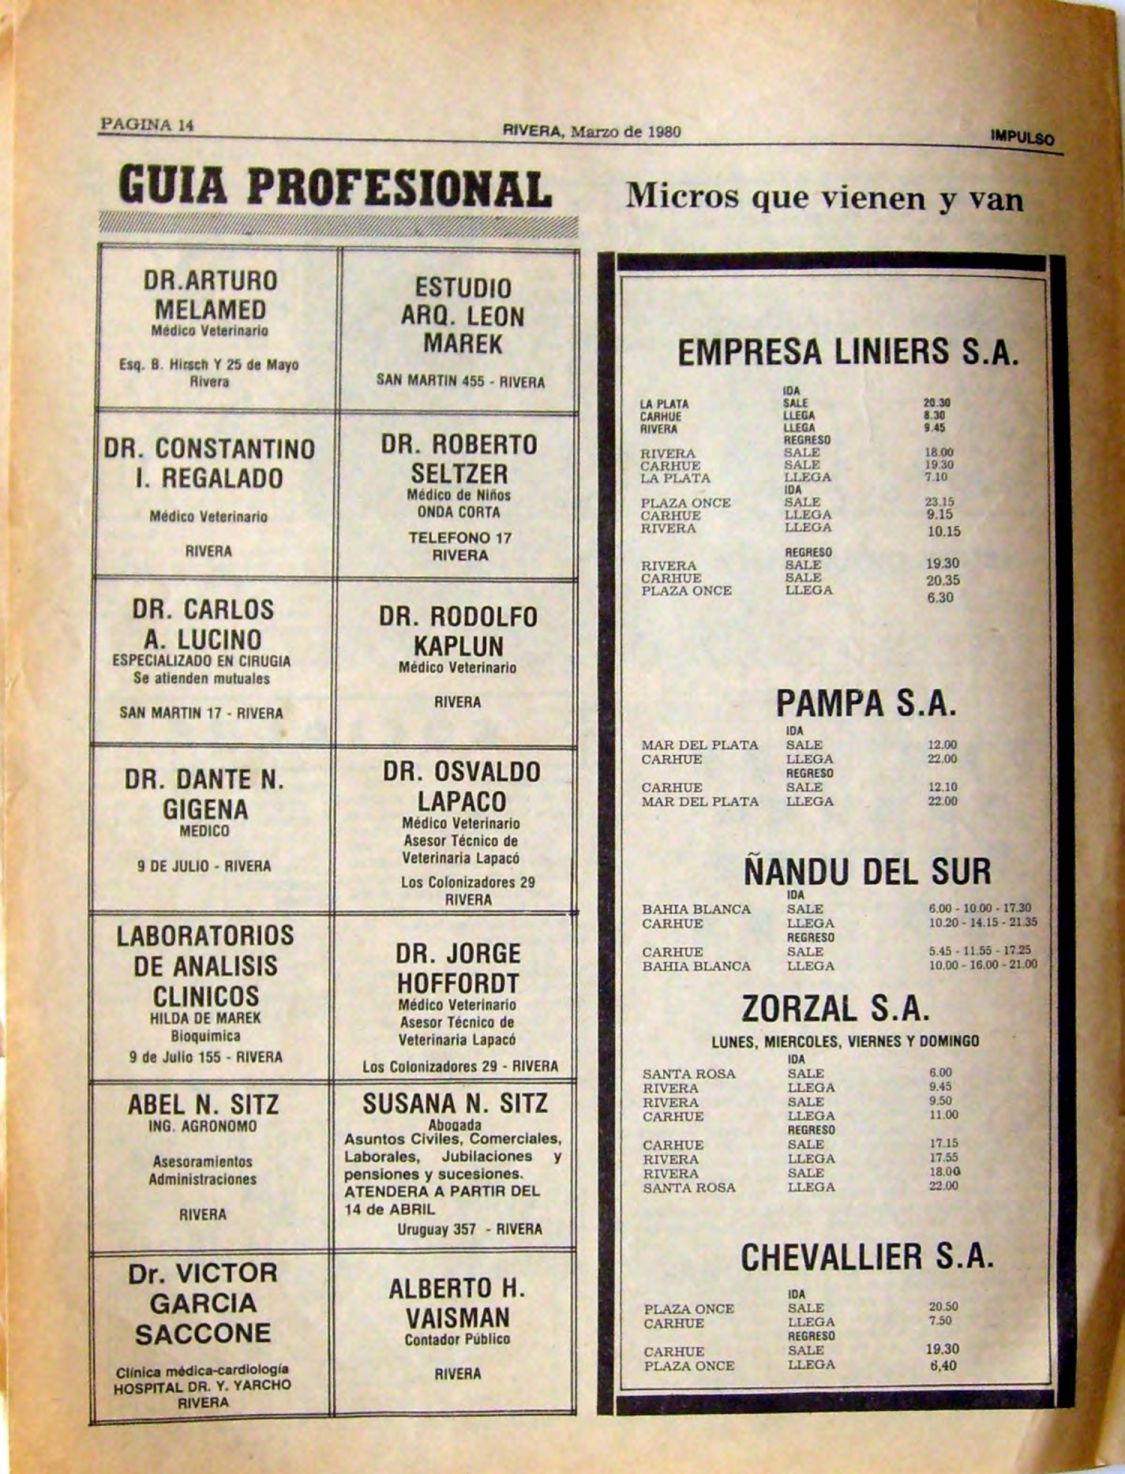 PAGINA 14
RIVERA, Marzo de 1980
IMPULSO
GUIA PROFESIONAL
DR.ARTURO
MELAMED
Médico Veterinario
Esq. B. Hirsch Y 25 de Mayo
Rivera
ESTUDIO
ARQ. LEON
MAREK
SAN MARTIN 455 - RIVERA
DR. CONSTANTINO
I. REGALADO
Médico Veterinario
RIVERA
DR. ROBERTO
SELTZER
Médico de Niños
ONDA CORTA
TELEFONO 17
RIVERA
DR. CARLOS
A. LUCINO
ESPECIALIZADO EN CIRUGIA
Se atienden mutuales
SAN MARTIN 17 - RIVERA
DR. RODOLFO
KAPLUN
Médico Veterinario
RIVERA
DR. DANTE N.
GIGENA
MEDICO
9 DE JULIO - RIVERA
DR. OSVALDO
LAPACO
Médico Veterinario
Asesor Técnico de
Veterinaria Lapacó
Los Colonizadores 29
RIVERA
LABORATORIOS
DE ANALISIS
CLINICOS
HILDA DE MAREK
Bioquimica
9 de Julio 155 - RIVERA
DR. JORGE
HOFFORDT
Médico Veterinario
Asesor Técnico de
Veterinaria Lapacó
Los Colonizadores 29 - RIVERA
ABEL N. SITZ
ING. AGRONOMO
Asesoramientos
Administraciones
RIVERA
SUSANA N. SITZ
Abogada
Asuntos Civiles, Comerciales,
Laborales, Jubilaciones y
pensiones y sucesiones.
ATENDERA A PARTIR DEL
14 de ABRIL
Uruguay 357 - RIVERA
Dr. VICTOR
GARCIA
SACCONE
Clínica médica-cardiología
HOSPITAL DR. Y. YARCHO
RIVERA
ALBERTO H.
VAISMAN
Contador Público
RIVERA
Micros que vienen y van
EMPRESA LINIERS S.A.
IDA
LA PLATA SALE 20.30
CARHUE LLEGA 8.30
RIVERA LLEGA 9.45
REGRESO
RIVERA SALE 18.00
CARHUE SALE 19.30
LA PLATA LLEGA 7.10
IDA
PLAZA ONCE SALE 23.15
CARHUE LLEGA 9.15
RIVERA LLEGA 10.15
REGRESO
RIVERA SALE 19.30
CARHUE SALE 20.35
PLAZA ONCE LLEGA 6.30
PAMPA S.A.
IDA
MAR DEL PLATA SALE 12.00
CARHUE LLEGA 22.00
REGRESO
CARHUE SALE 12.10
MAR DEL PLATA LLEGA 22.00
ÑANDU DEL SUR
IDA
BAHIA BLANCA SALE 6.00 - 10.00 - 17.30
CARHUE LLEGA 10.20 - 14.15 - 21.35
REGRESO
CARHUE SALE 5.45 - 11.55 - 17.25
BAHIA BLANCA LLEGA 10.00 - 16.00 - 21.00
ZORZAL S.A.
LUNES, MIERCOLES, VIERNES Y DOMINGO
IDA
SANTA ROSA SALE 6.00
RIVERA LLEGA 9.45
RIVERA SALE 9.50
CARHUE LLEGA 11.00
REGRESO
CARHUE SALE 17.15
RIVERA LLEGA 17.55
RIVERA SALE 18.00
SANTA ROSA LLEGA 22.00
CHEVALLIER S.A.
IDA
PLAZA ONCE SALE 20.50
CARHUE LLEGA 7.50
REGRESO
CARHUE SALE 19.30
PLAZA ONCE LLEGA 6,40